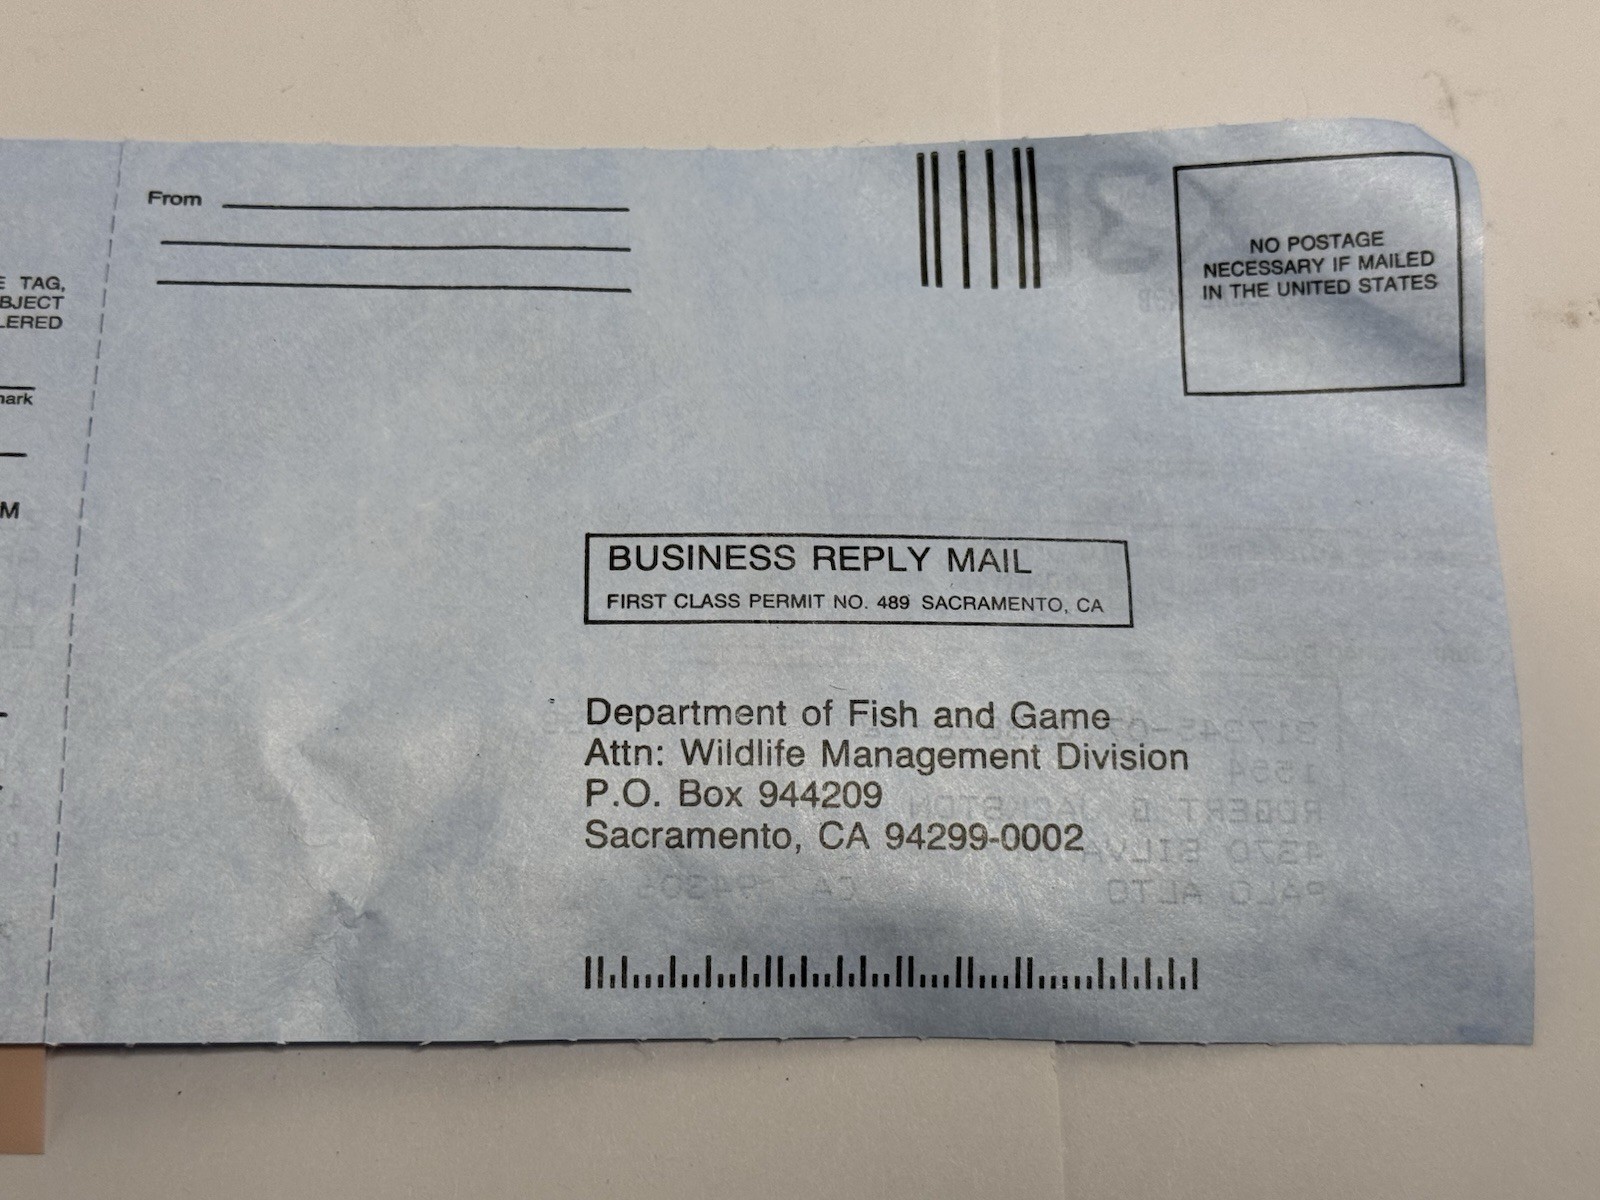 From
E TAG,
BJECT
LERED
nark
M
NO POSTAGE
NECESSARY IF MAILED
IN THE UNITED STATES
BUSINESS REPLY MAIL
FIRST CLASS PERMIT NO. 489 SACRAMENTO, CA
Department of Fish and Game
Attn: Wildlife Management Division
P.O. Box 944209
Sacramento, CA 94299-0002